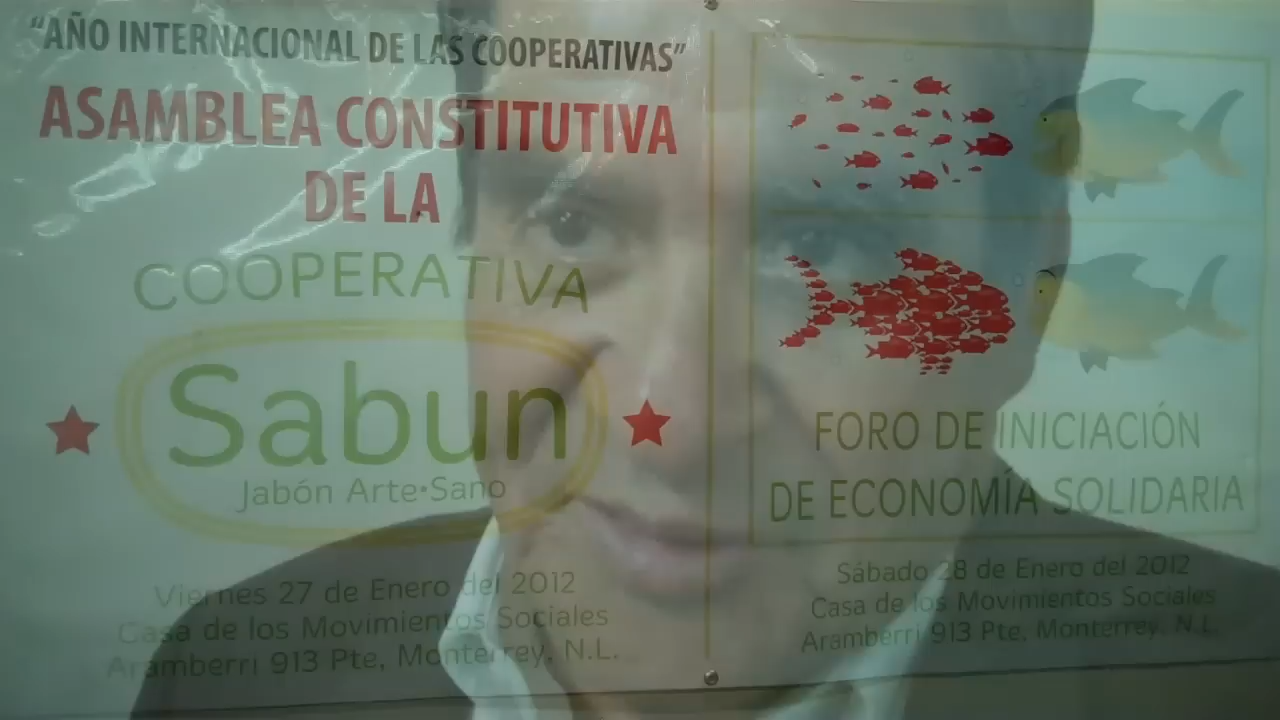 “AÑO INTERNACIONAL DE LAS COOPERATIVAS”
ASAMBLEA CONSTITUTIVA
DE LA
COOPERATIVA
Sabun
Jabón Arte•Sano
Viernes 27 de Enero del 2012
Casa de los Movimientos Sociales
Aramberri 913 Pte, Monterrey, N.L.
FORO DE INICIACIÓN
DE ECONOMÍA SOLIDARIA
Sábado 28 de Enero del 2012
Casa de los Movimientos Sociales
Aramberri 913 Pte, Monterrey, N.L.